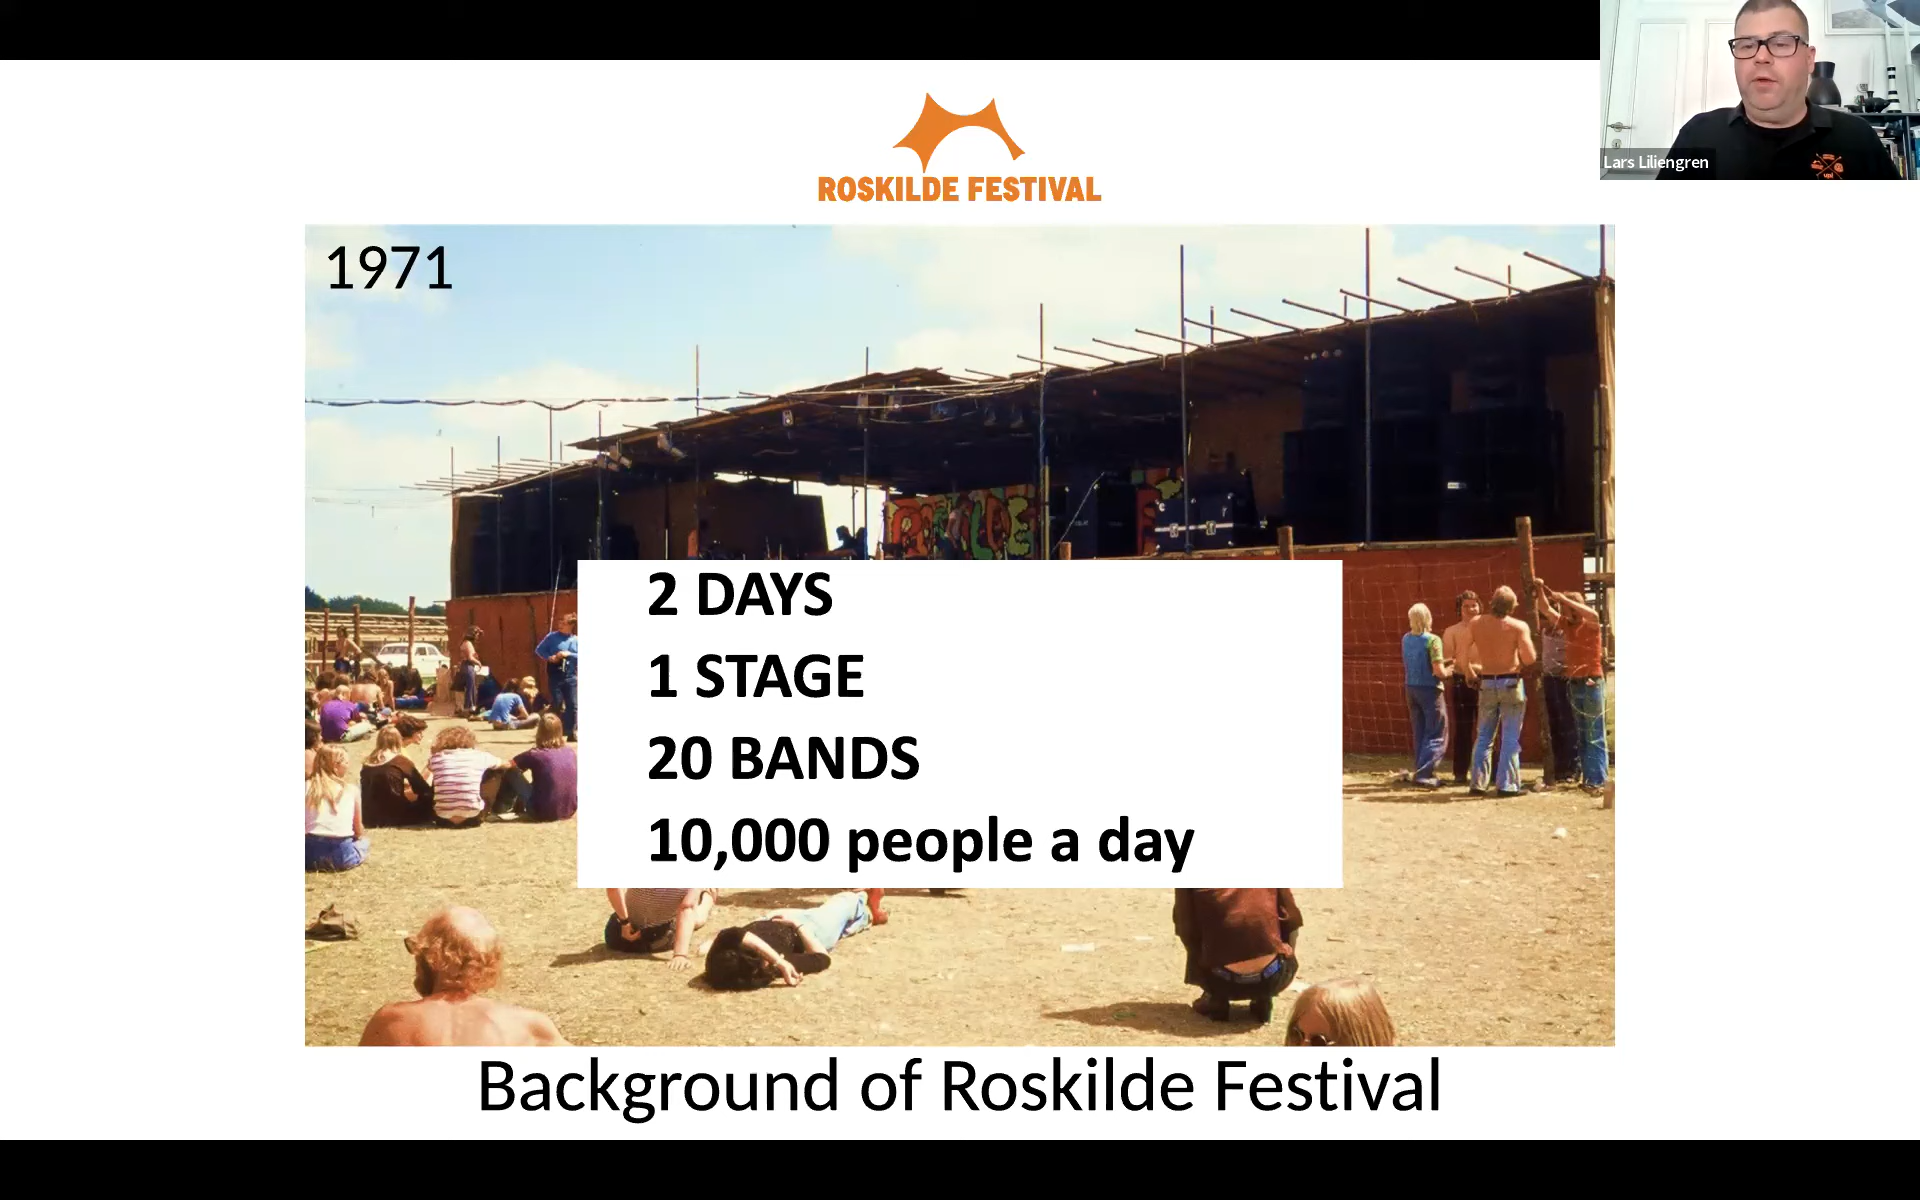 ROSKILDE FESTIVAL
Lars Liliengren
1971
ROSKILDE
2 DAYS
1 STAGE
20 BANDS
10,000 people a day
Background of Roskilde Festival